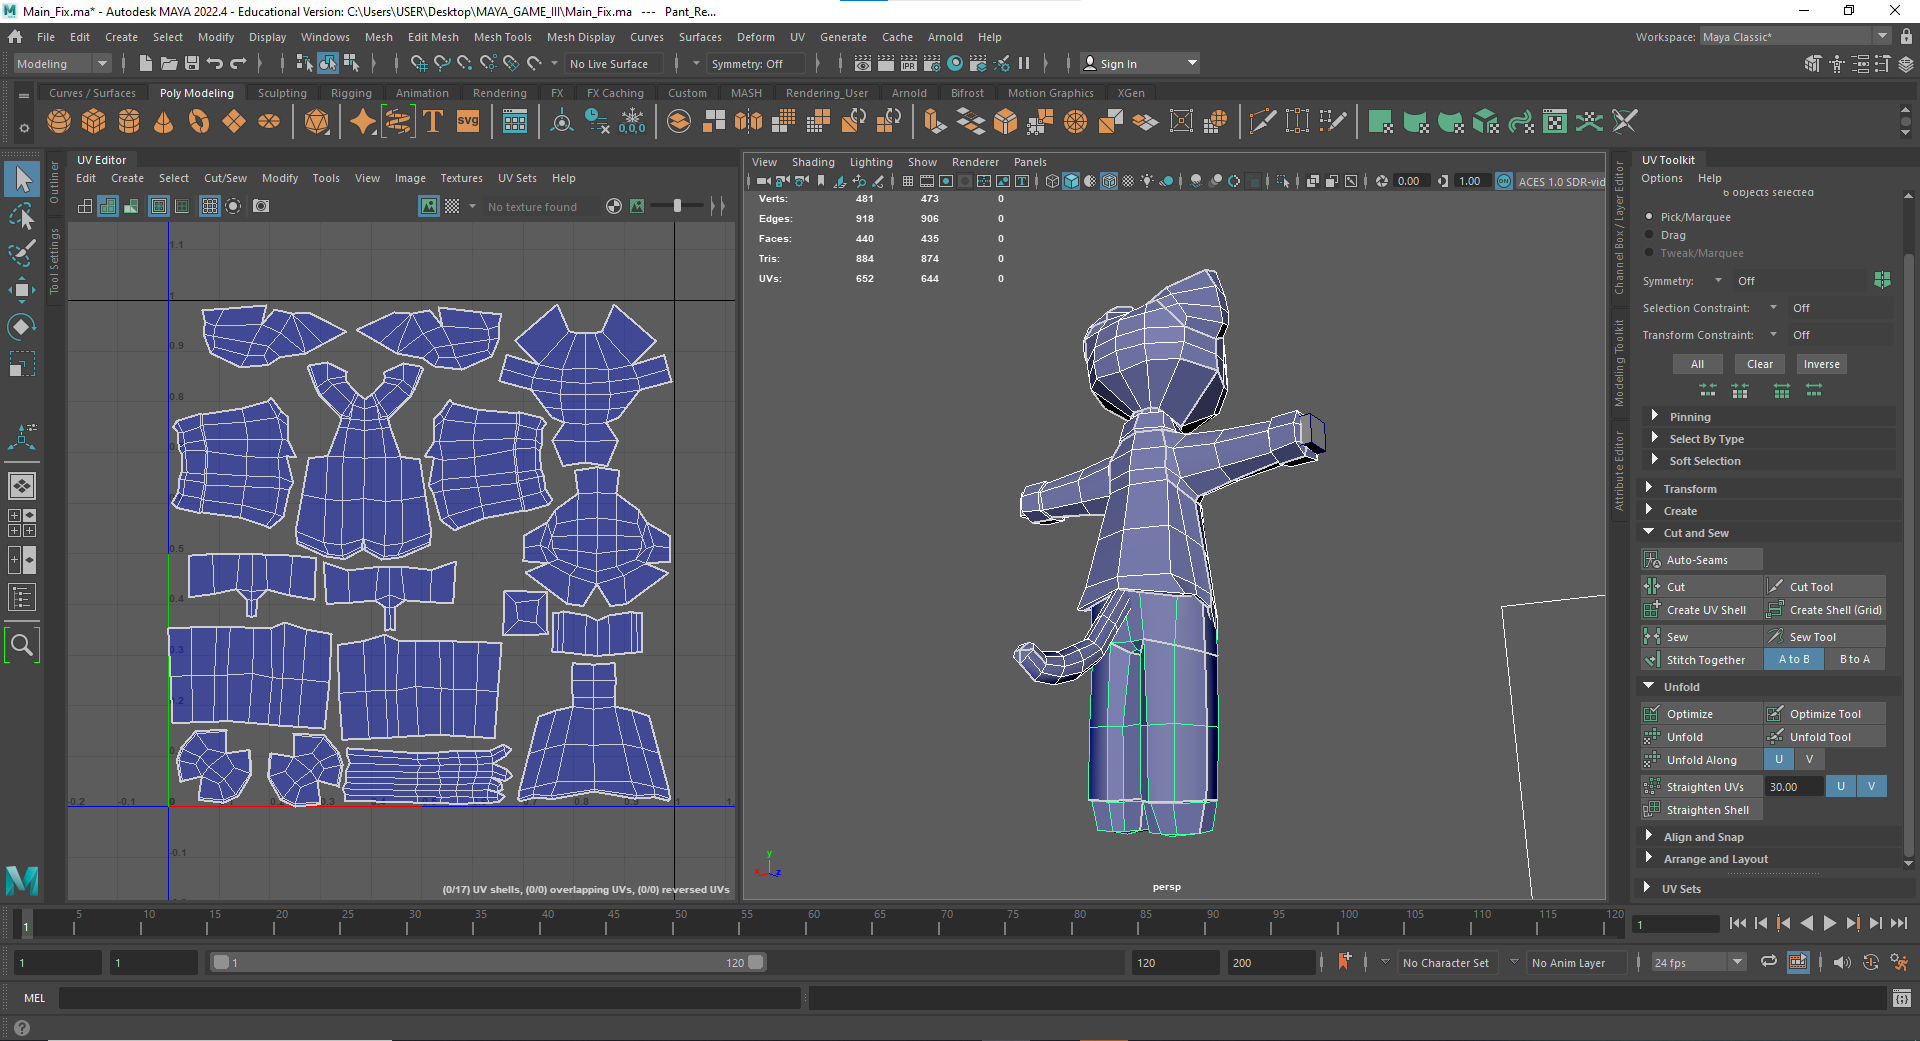 Main_Fix.ma* - Autodesk MAYA 2022.4 - Educational Version: C:\Users\USER\Desktop\MAYA_GAME_III\Main_Fix.ma --- Pant_Re...
File Edit Create Select Modify Display Windows Mesh Edit Mesh Mesh Tools Mesh Display Curves Surfaces Deform UV Generate Cache Arnold Help Workspace: Maya Classic*
Modeling No Live Surface Symmetry: Off Sign In
Curves / Surfaces Poly Modeling Sculpting Rigging Animation Rendering FX FX Caching Custom MASH Rendering_User Arnold Bifrost Motion Graphics XGen
T SVG 0,0,0
UV Editor
Edit Create Select Cut/Sew Modify Tools View Image Textures UV Sets Help
No texture found
Outliner
Tool Settings
1.1
1
0.9
0.8
0.5
0.4
0.3
0.2
-0.2 -0.1 0 0.7 0.8 0.9 1 1.
-0.1
(0/17) UV shells, (0/0) overlapping UVs, (0/0) reversed UVs
View Shading Lighting Show Renderer Panels
0.00 1.00 ACES 1.0 SDR-vid
Verts: 481 473 0
Edges: 918 906 0
Faces: 440 435 0
Tris: 884 874 0
UVs: 652 644 0
y
x
z
persp
Channel Box / Layer Editor
Modeling Toolkit
Attribute Editor
UV Toolkit
Options Help
6 objects selected
Pick/Marquee
Drag
Tweak/Marquee
Symmetry: Off
Selection Constraint: Off
Transform Constraint: Off
All Clear Inverse
Pinning
Select By Type
Soft Selection
Transform
Create
Cut and Sew
Auto-Seams
Cut Cut Tool
Create UV Shell Create Shell (Grid)
Sew Sew Tool
Stitch Together A to B B to A
Unfold
Optimize Optimize Tool
Unfold Unfold Tool
Unfold Along U V
Straighten UVs 30.00 U V
Straighten Shell
Align and Snap
Arrange and Layout
UV Sets
1 5 10 15 20 25 30 35 40 45 50 55 60 65 70 75 80 85 90 95 100 105 110 115 120 1
1 1 1 120 120 200 No Character Set No Anim Layer 24 fps
MEL